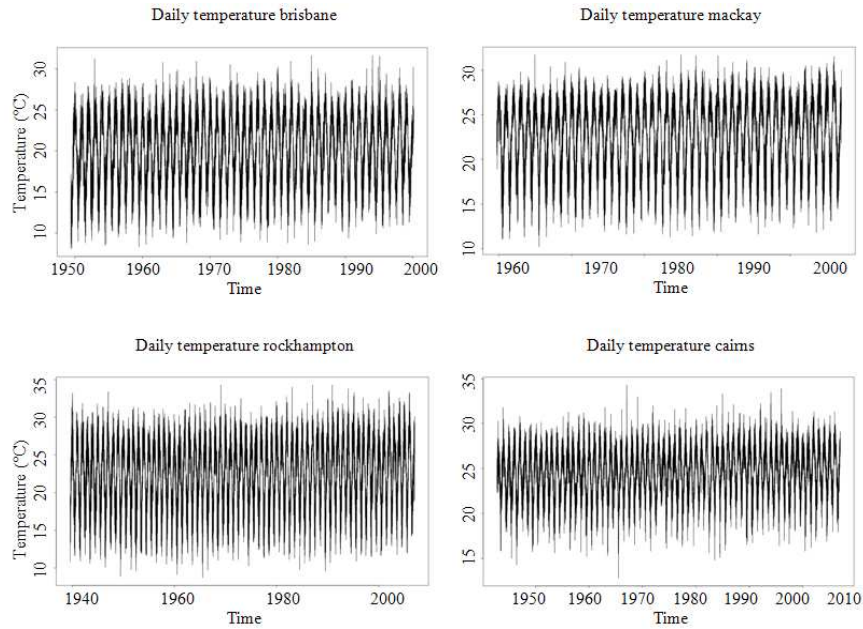 Daily temperature brisbane
Temperature (°C)
30
25
20
15
10
1950 1960 1970 1980 1990 2000
Time
Daily temperature mackay
30
25
20
15
10
1960 1970 1980 1990 2000
Time
Daily temperature rockhampton
Temperature (°C)
35
30
25
20
15
10
1940 1960 1980 2000
Time
Daily temperature cairns
35
30
25
20
15
1950 1960 1970 1980 1990 2000 2010
Time